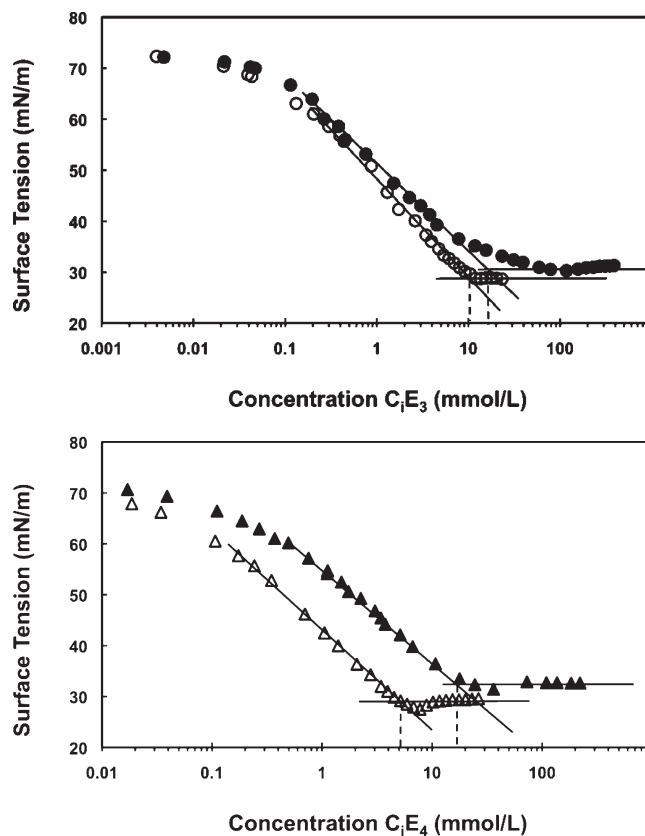 80
70
60
50
40
30
20
Surface Tension (mN/m)
0.001 0.01 0.1 1 10 100
Concentration CᵢE₃ (mmol/L)
80
70
60
50
40
30
20
Surface Tension (mN/m)
0.01 0.1 1 10 100
Concentration CᵢE₄ (mmol/L)